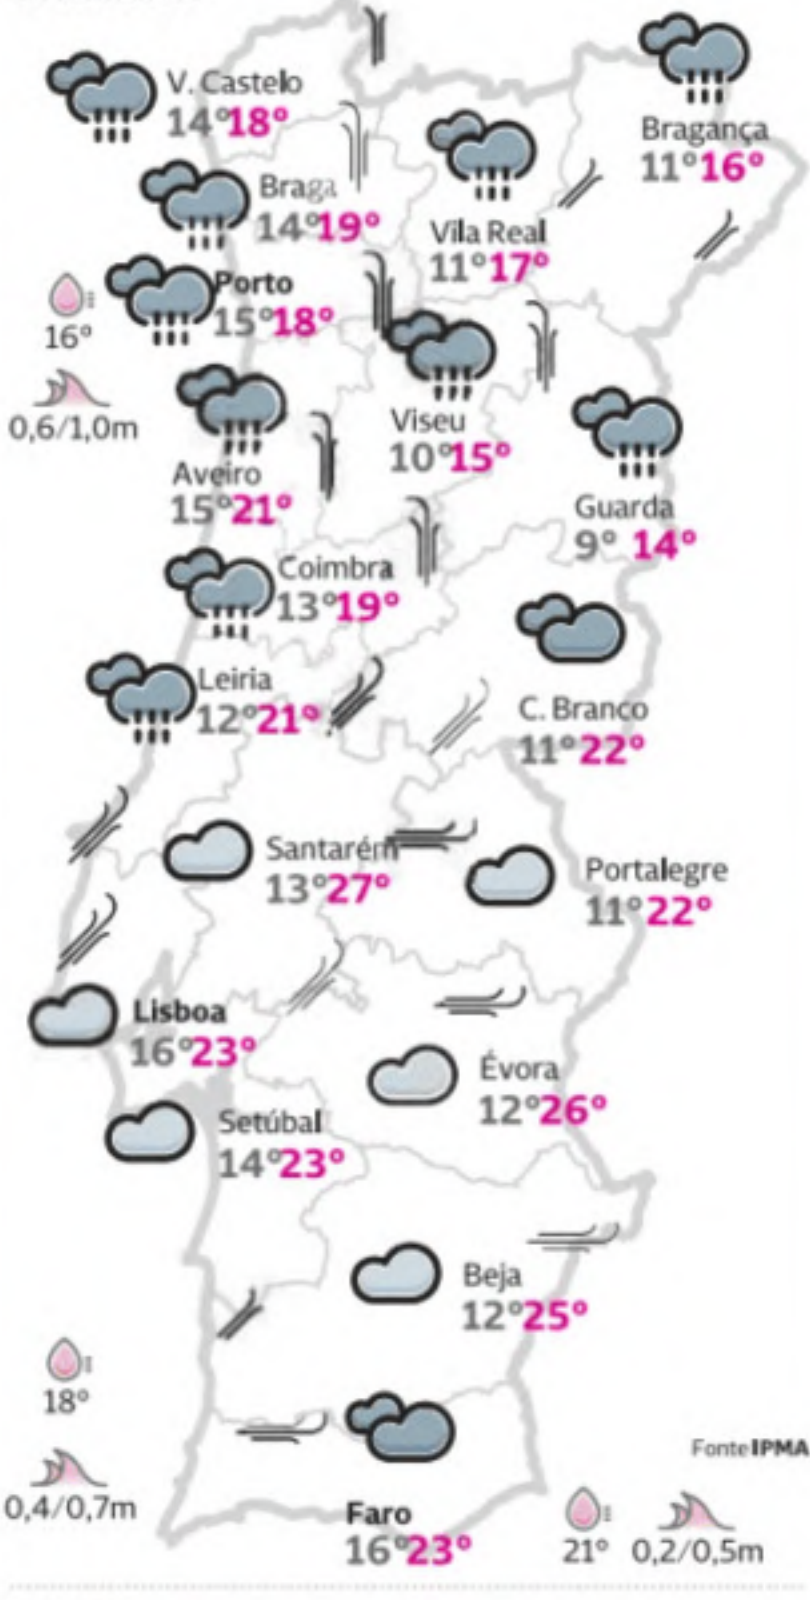 V. Castelo
14° 18°
Bragança
11° 16°
Braga
14° 19°
Vila Real
11° 17°
Porto
15° 18°
16°
0,6/1,0m
Viseu
10° 15°
Aveiro
15° 21°
Guarda
9° 14°
Coimbra
13° 19°
Leiria
12° 21°
C. Branco
11° 22°
Santarém
13° 27°
Portalegre
11° 22°
Lisboa
16° 23°
Évora
12° 26°
Setúbal
14° 23°
Beja
12° 25°
18°
0,4/0,7m
Fonte IPMA
Faro
16° 23°
21°
0,2/0,5m